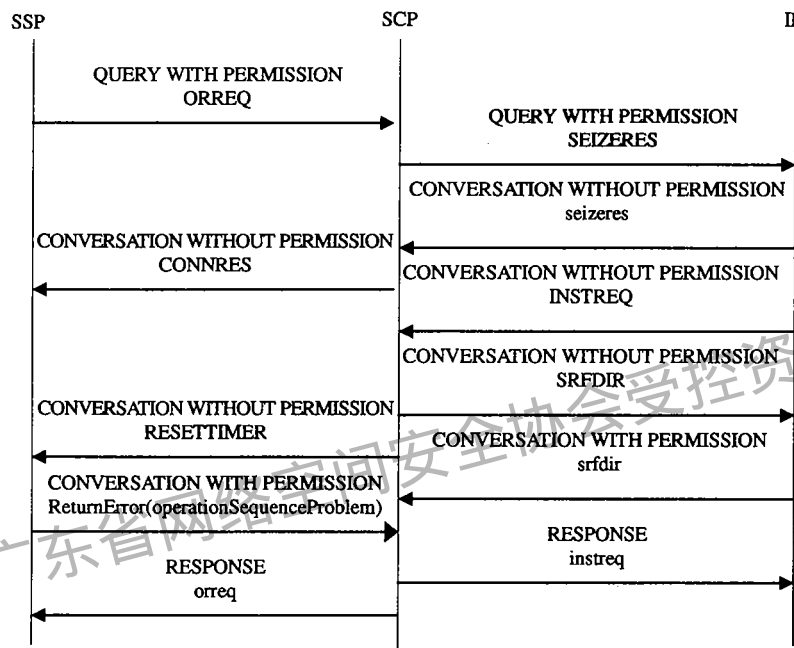 SSP
SCP
QUERY WITH PERMISSION
ORREQ
QUERY WITH PERMISSION
SEIZERES
CONVERSATION WITHOUT PERMISSION
seizeres
CONVERSATION WITHOUT PERMISSION
CONNRES
CONVERSATION WITHOUT PERMISSION
INSTREQ
CONVERSATION WITHOUT PERMISSION
SRFDIR
CONVERSATION WITHOUT PERMISSION
RESETTIMER
CONVERSATION WITH PERMISSION
srfdir
CONVERSATION WITH PERMISSION
ReturnError(operationSequenceProblem)
RESPONSE
instreq
RESPONSE
orreq
广东省网络空间安全协会受控资